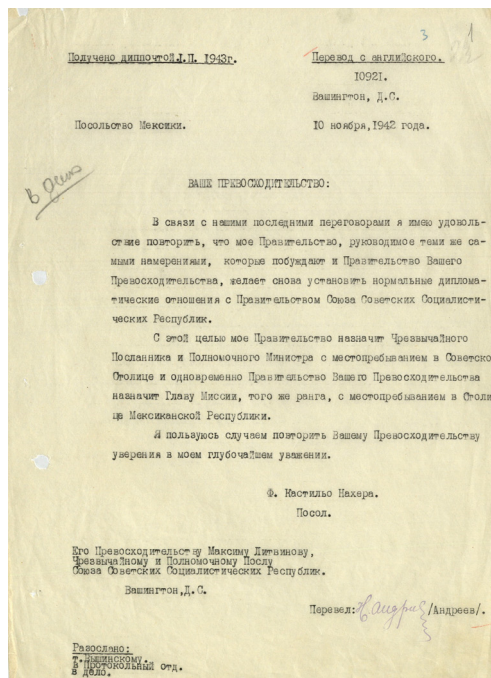 3 1
Получено диппочтой I.П. 1943г.
Перевод с английского.
10921.
Вашингтон, Д.С.
Посольство Мексики.
10 ноября, 1942 года.
В дело
ВАШЕ ПРЕВОСХОДИТЕЛЬСТВО:
В связи с нашими последними переговорами я имею удоволь-
ствие повторить, что мое Правительство, руководимое теми же са-
мыми намерениями, которые побуждают и Правительство Вашего
Превосходительства, желает снова установить нормальные диплома-
тические отношения с Правительством Союза Советских Социалисти-
ческих Республик.
С этой целью мое Правительство назначит Чрезвычайного
Посланника и Полномочного Министра с местопребыванием в Советско
Столице и одновременно Правительство Вашего Превосходительства
назначит Главу Миссии, того же ранга, с местопребыванием в Столи
це Мексиканской Республики.
Я пользуюсь случаем повторить Вашему Превосходительству
уверения в моем глубочайшем уважении.
Ф. Кастильо Нахера.
Посол.
Его Превосходительству Максиму Литвинову,
Чрезвычайному и Полномочному Послу
Союза Советских Социалистических Республик.
Вашингтон, Д.С.
Перевел: /Андреев/.
Разослано:
т. Вышинскому.
в Протокольный отд.
в дело.